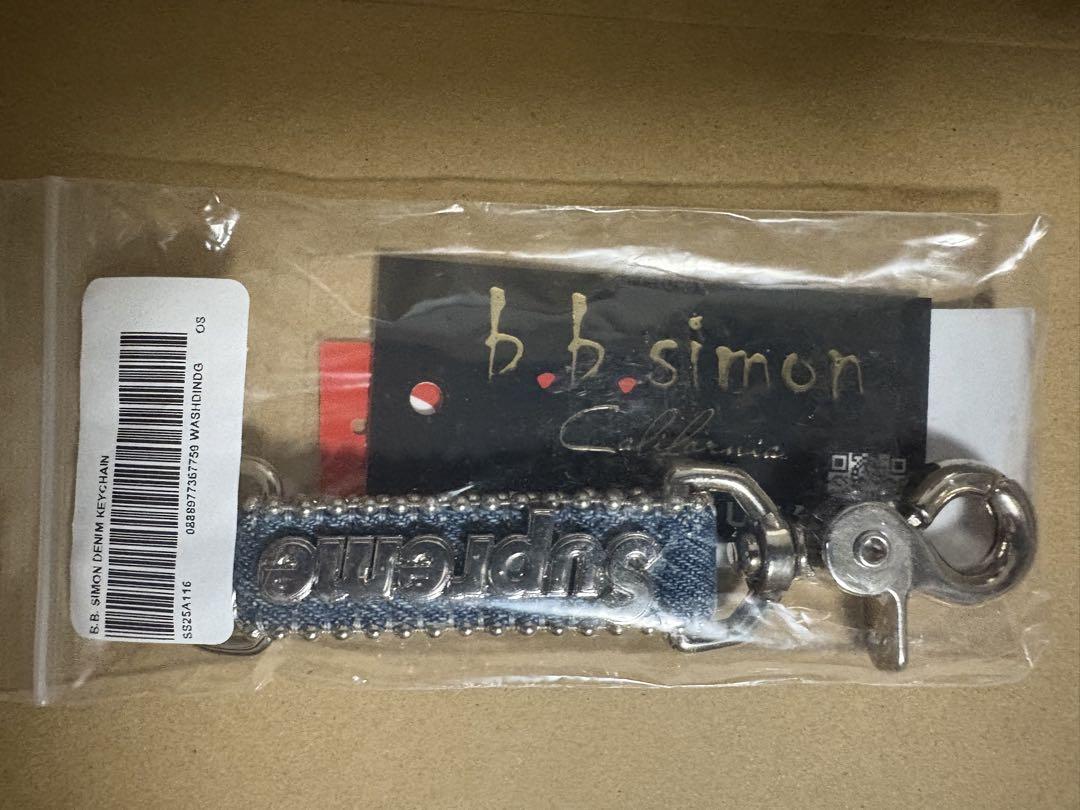 B.B. SIMON DENIM KEYCHAIN
SS25A116
0888977367759 WASHDINDG
OS
b.b.simon
California
Supreme